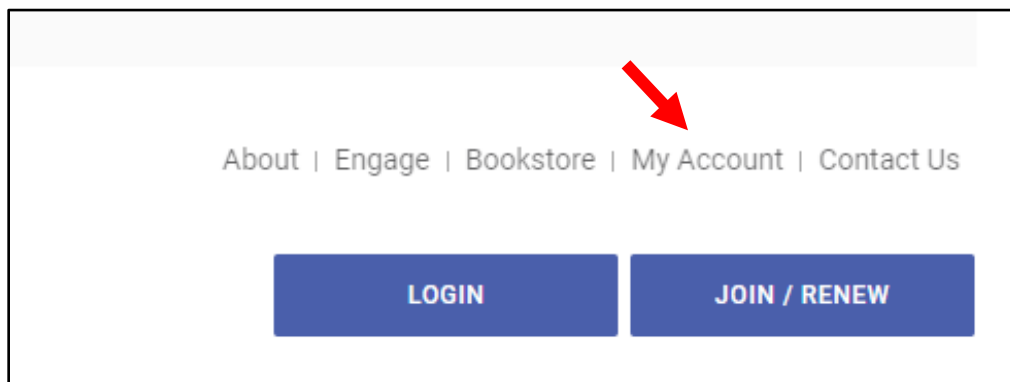 About | Engage | Bookstore | My Account | Contact Us
LOGIN JOIN / RENEW